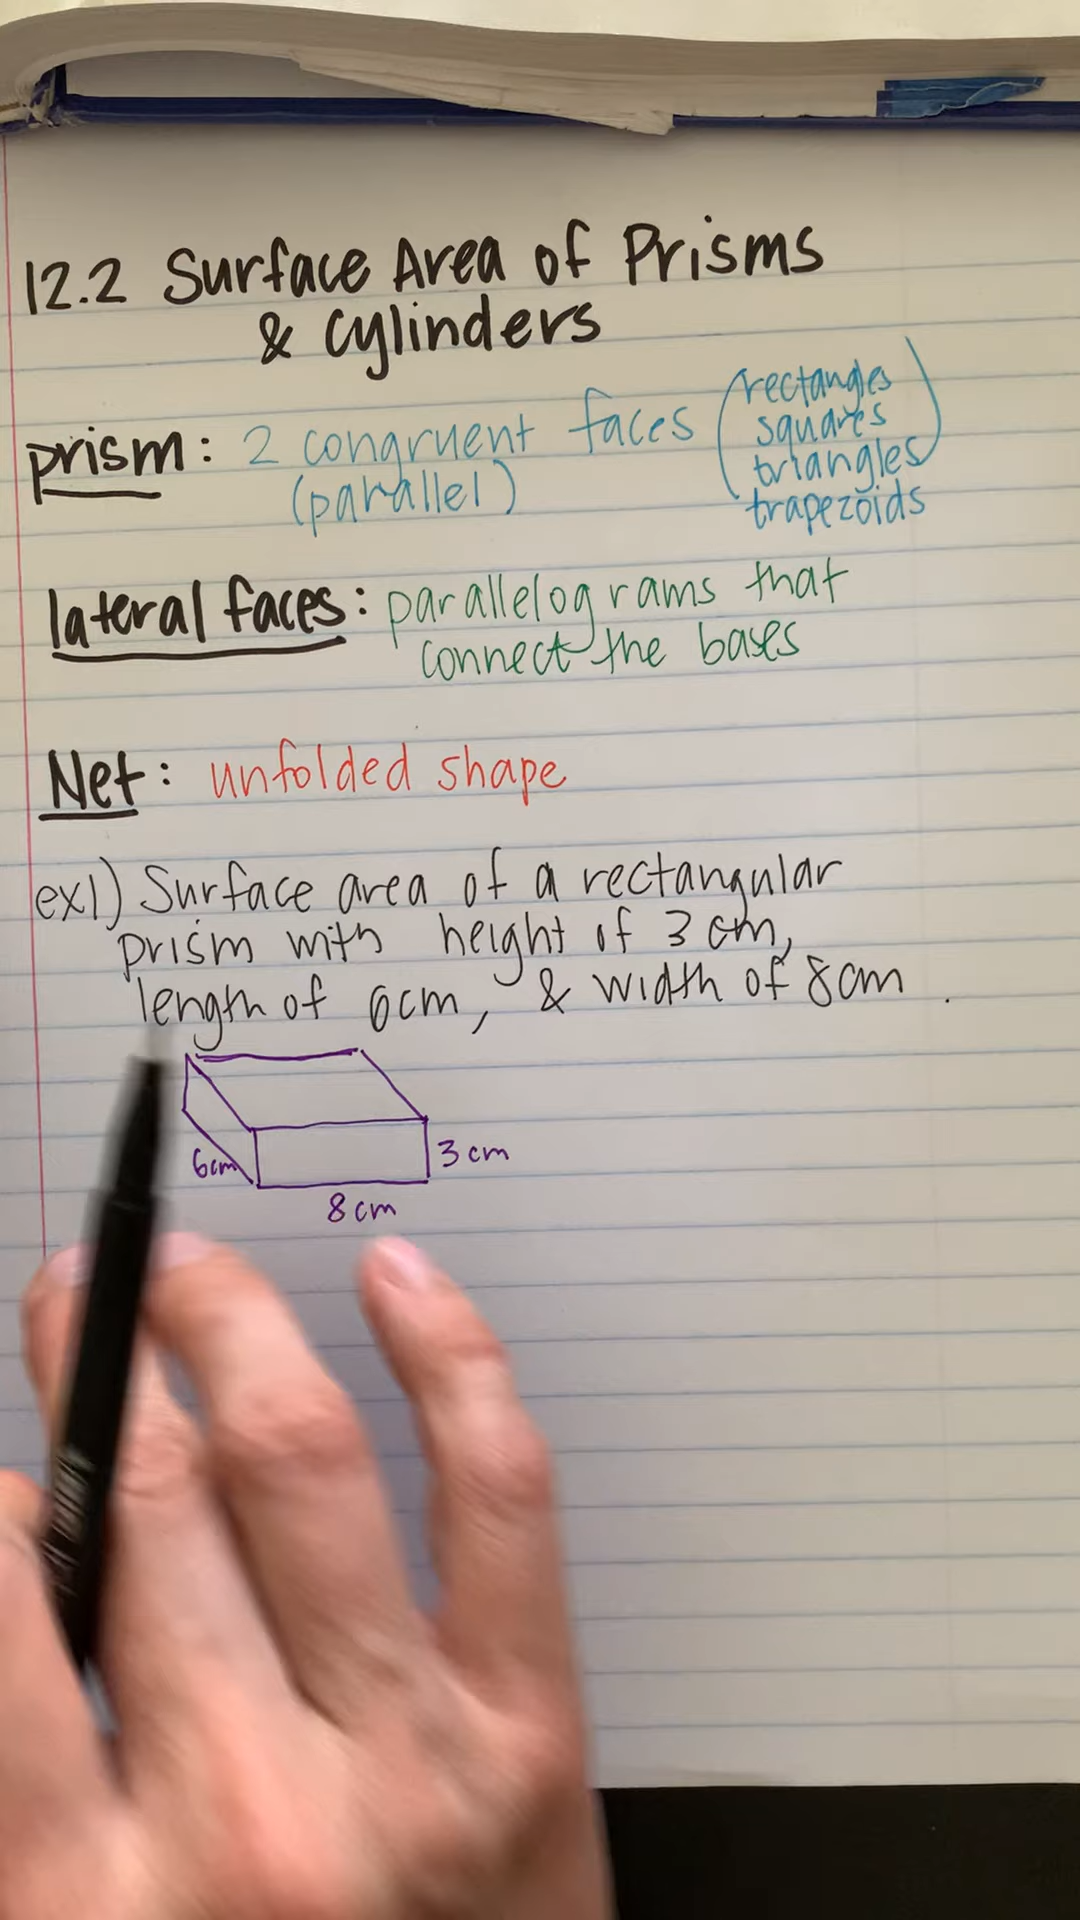 12.2 Surface Area of Prisms
& cylinders
prism: 2 congruent faces
(parallel)
(rectangles
squares
triangles)
trapezoids
lateral faces: parallelograms that
connect the bases
Net: unfolded shape
ex1) Surface area of a rectangular
prism with height of 3 cm,
length of 6cm, & width of 8cm.
6cm
3 cm
8 cm